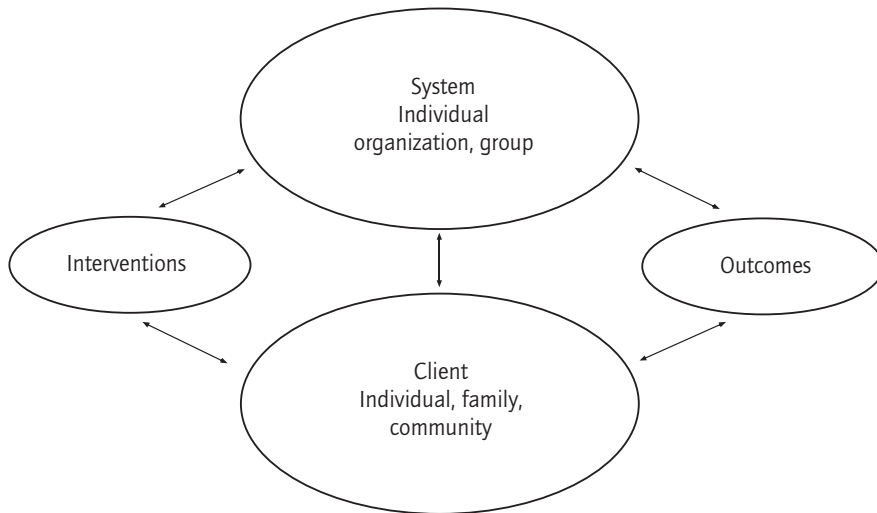 System
Individual
organization, group
Interventions
Outcomes
Client
Individual, family,
community